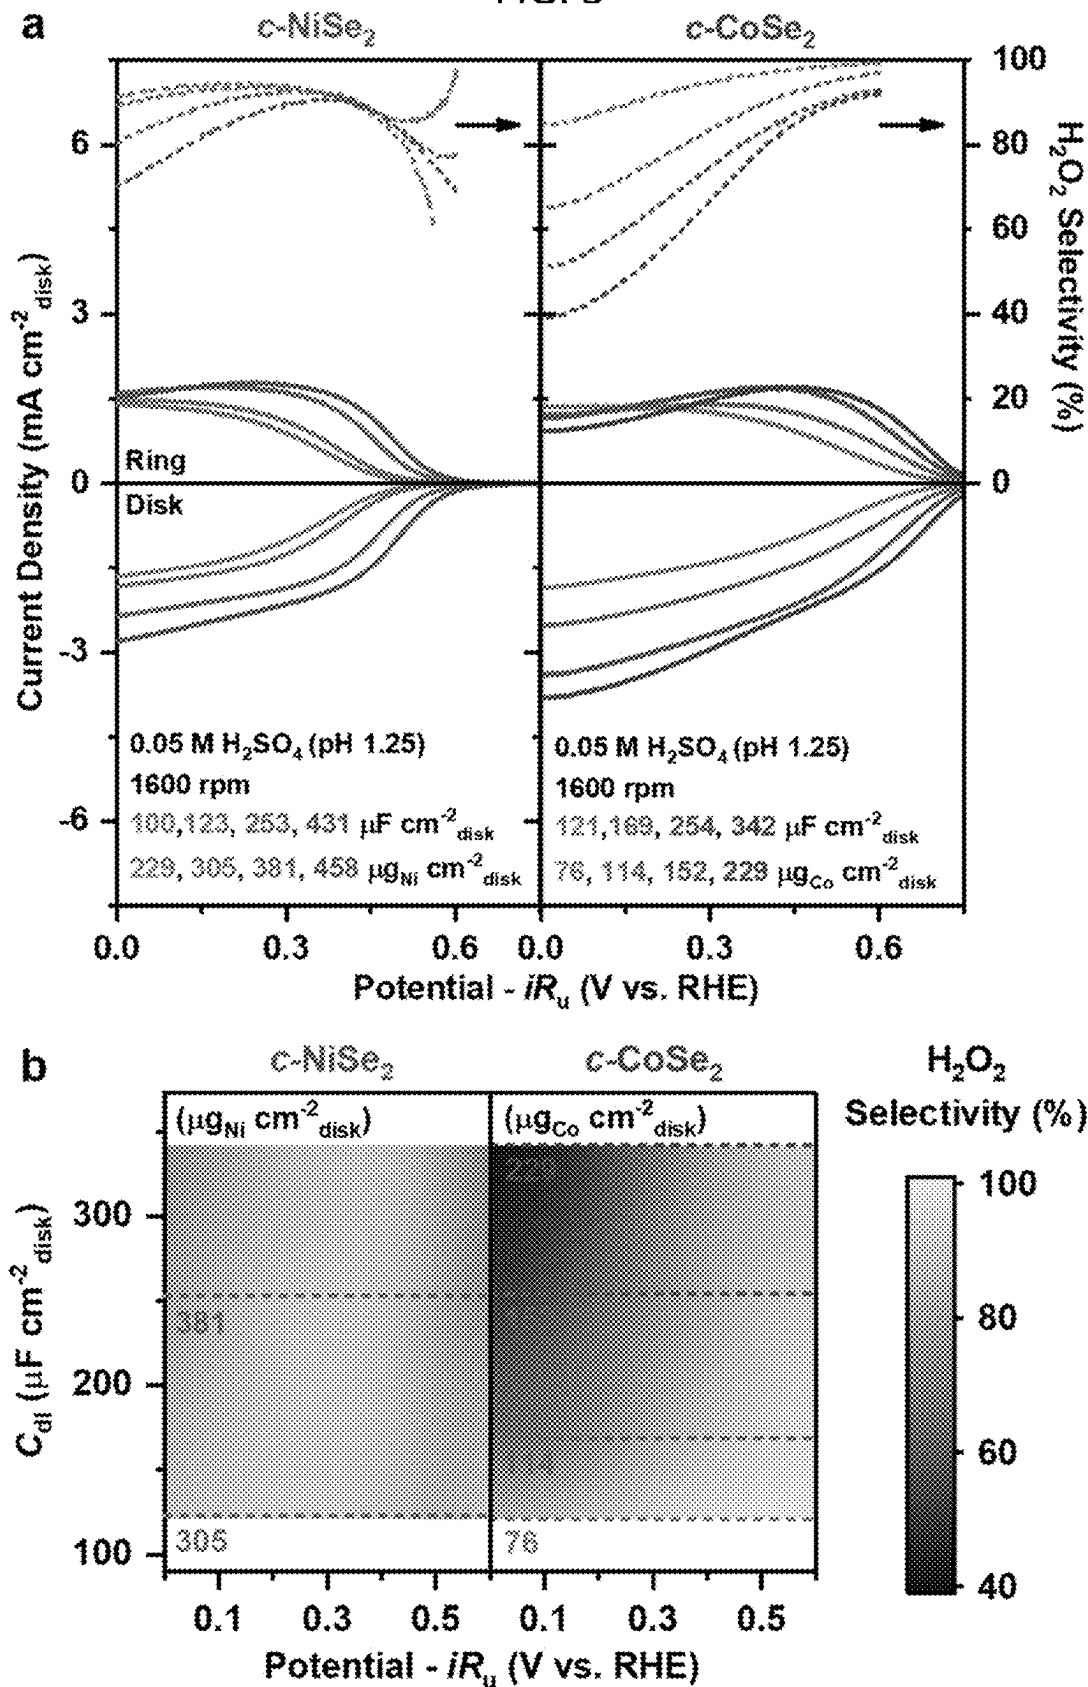 a
c-NiSe₂
c-CoSe₂
100
80
60
40
20
0
H₂O₂ Selectivity (%)
6
3
0
-3
-6
Current Density (mA cm⁻²disk)
Ring
Disk
0.05 M H₂SO₄ (pH 1.25)
1600 rpm
100,123, 253, 431 µF cm⁻²disk
229, 305, 381, 458 µgNi cm⁻²disk
0.05 M H₂SO₄ (pH 1.25)
1600 rpm
121,169, 254, 342 µF cm⁻²disk
76, 114, 152, 229 µgCo cm⁻²disk
0.0 0.3 0.6 0.0 0.3 0.6
Potential - iRu (V vs. RHE)
b
c-NiSe₂
c-CoSe₂
H₂O₂
Selectivity (%)
(µgNi cm⁻²disk)
(µgCo cm⁻²disk)
229
381
305
76
300
200
100
Cdl (µF cm⁻²disk)
100
80
60
40
0.1 0.3 0.5 0.1 0.3 0.5
Potential - iRu (V vs. RHE)